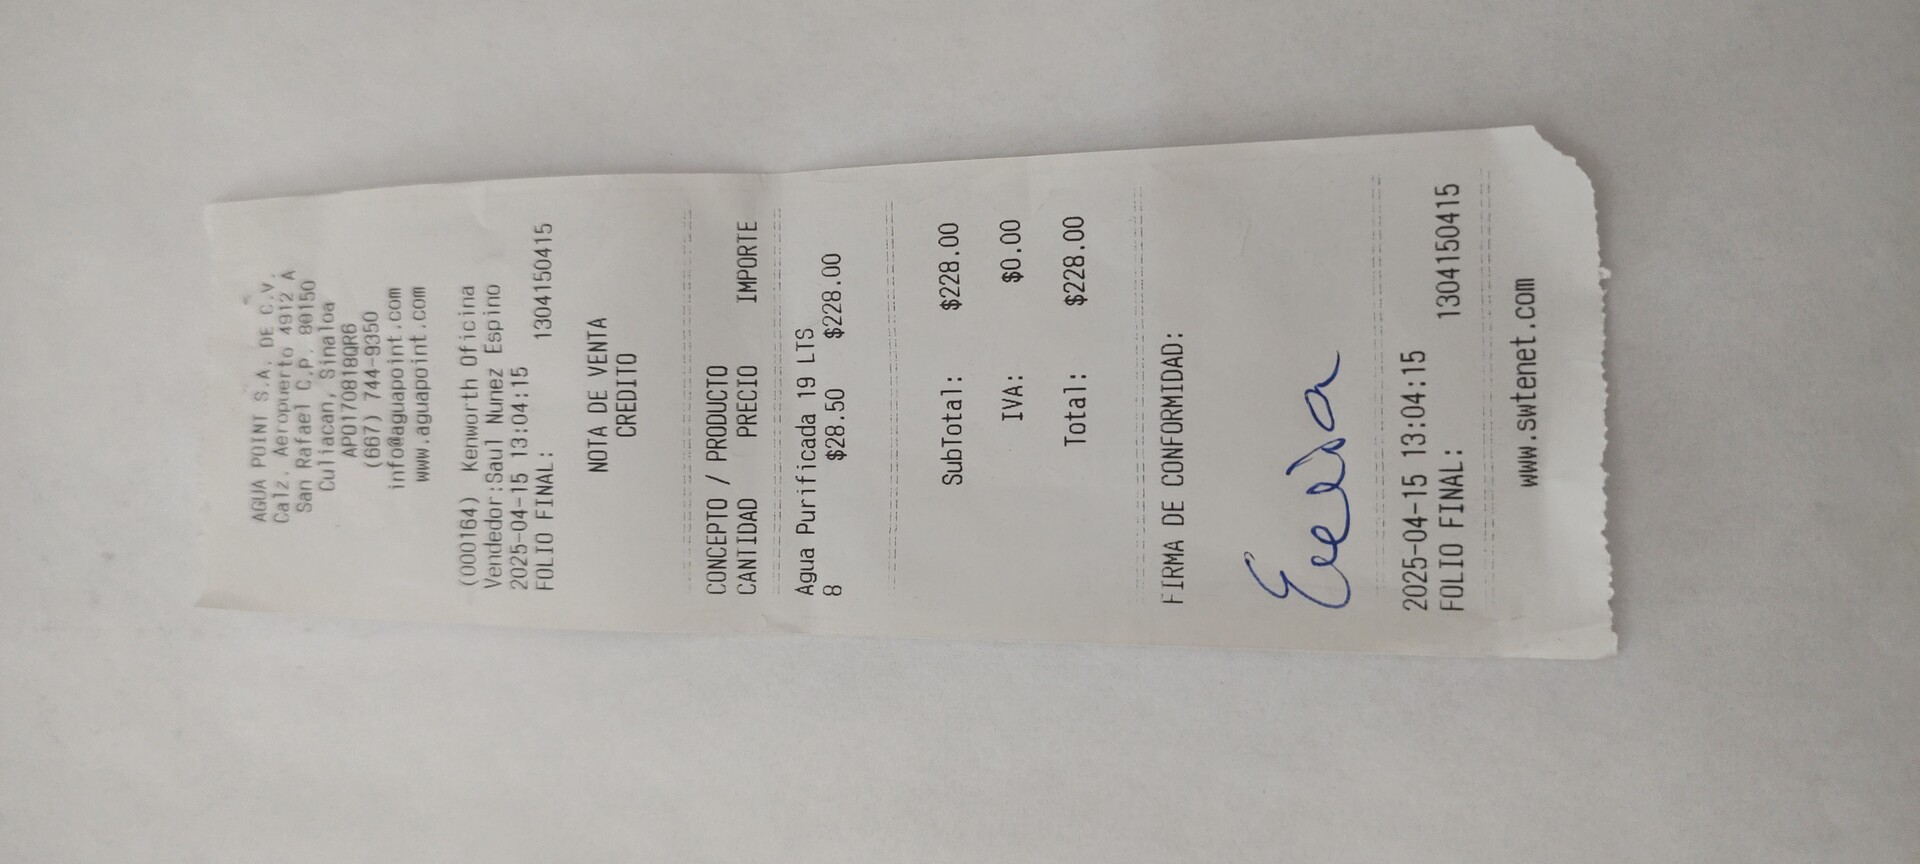 AGUA POINT S.A. DE C.V.
Calz. Aeropuerto 4912 A
San Rafael C.P. 80150
Culiacan, Sinaloa
APO170818QR6
(667) 744-9350
info@aguapoint.com
www.aguapoint.com
(000164) Kenworth Oficina
Vendedor:Saul Nunez Espino
2025-04-15 13:04:15
FOLIO FINAL: 1304150415
NOTA DE VENTA
CREDITO
CONCEPTO / PRODUCTO
CANTIDAD PRECIO IMPORTE
Agua Purificada 19 LTS
8 $28.50 $228.00
SubTotal: $228.00
IVA: $0.00
Total: $228.00
FIRMA DE CONFORMIDAD:
2025-04-15 13:04:15
FOLIO FINAL: 1304150415
www.swtenet.com